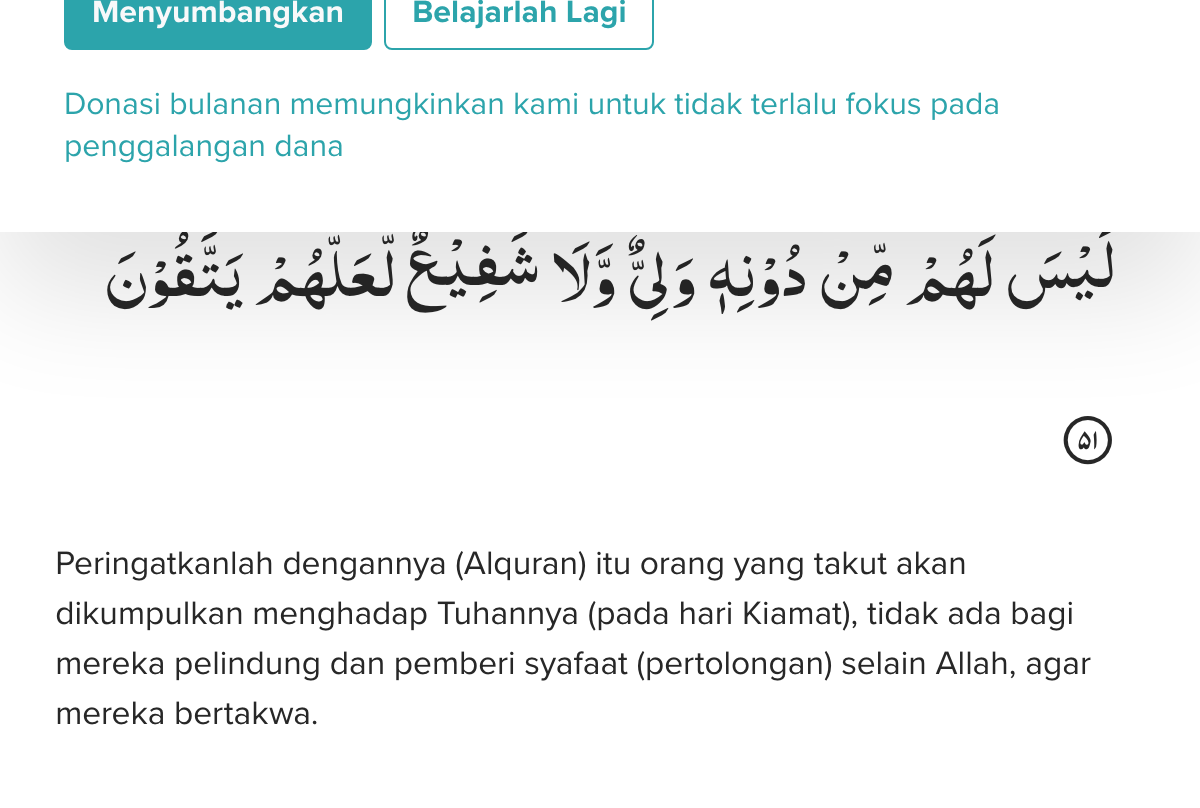 Menyumbangkan
Belajarlah Lagi
Donasi bulanan memungkinkan kami untuk tidak terlalu fokus pada
penggalangan dana
لَيْسَ لَهُمْ مِّنْ دُوْنِهٖ وَلِيٌّ وَّلَا شَفِيْعٌ لَّعَلَّهُمْ يَتَّقُوْنَ
۵۱
Peringatkanlah dengannya (Alquran) itu orang yang takut akan
dikumpulkan menghadap Tuhannya (pada hari Kiamat), tidak ada bagi
mereka pelindung dan pemberi syafaat (pertolongan) selain Allah, agar
mereka bertakwa.